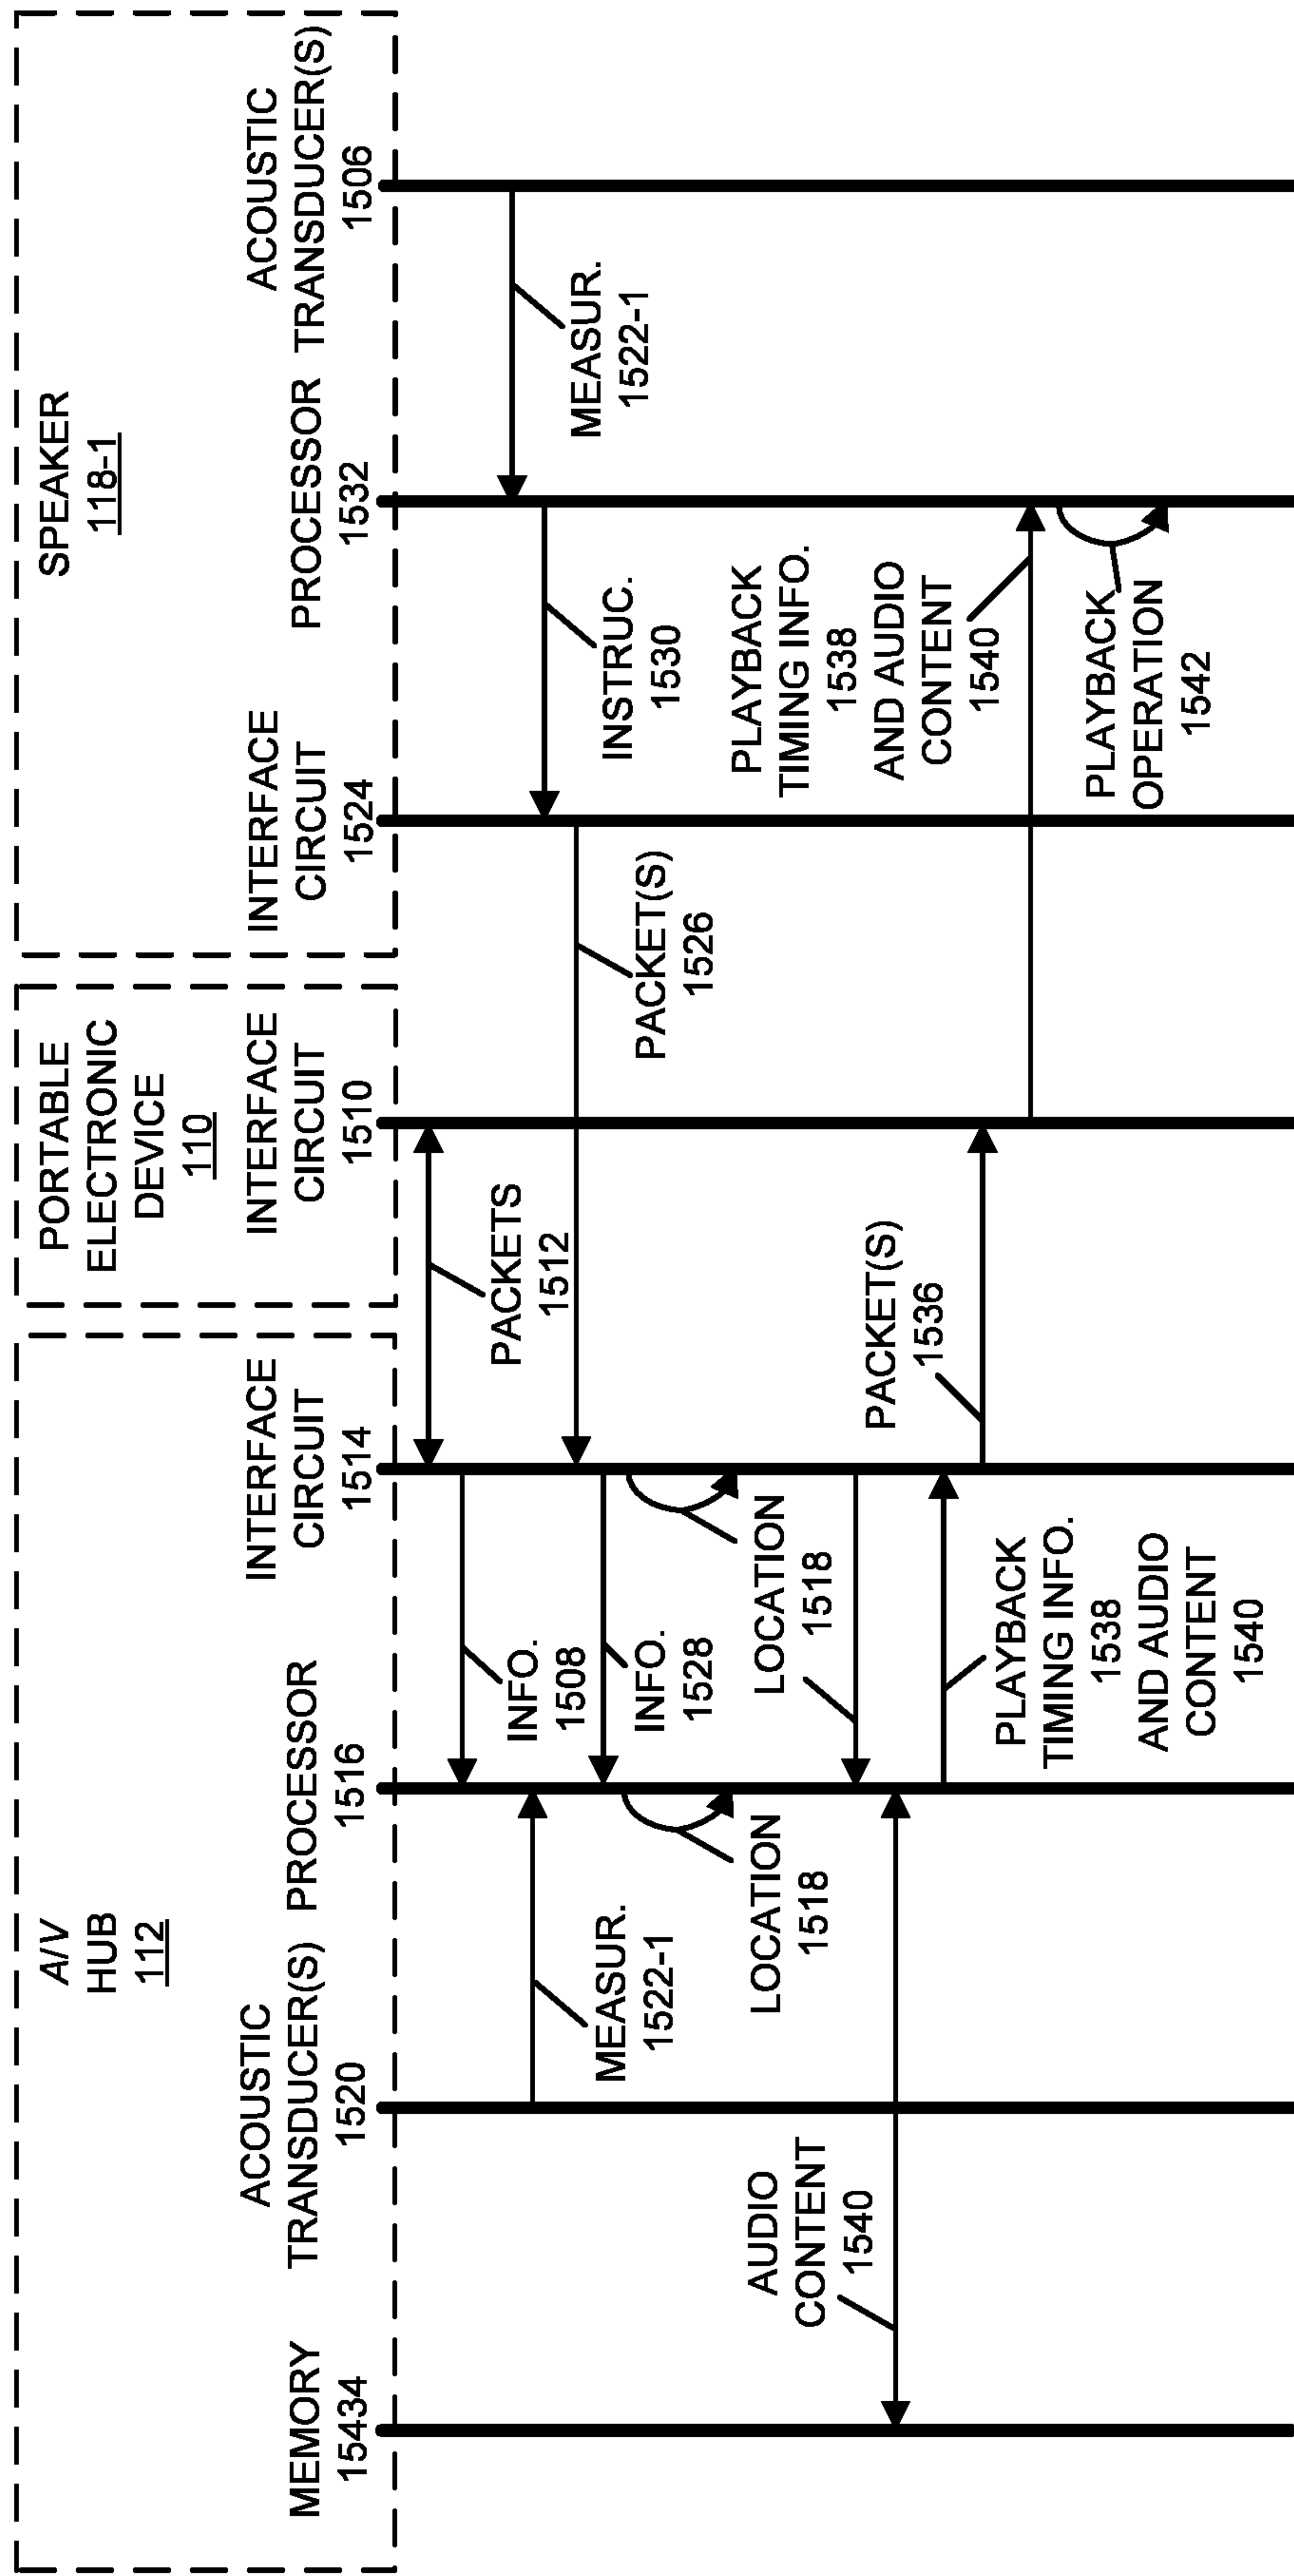 A/V
HUB
112
MEMORY
15434
ACOUSTIC
TRANSDUCER(S)
1520
PROCESSOR
1516
INTERFACE
CIRCUIT
1514
PORTABLE
ELECTRONIC
DEVICE
110
INTERFACE
CIRCUIT
1510
SPEAKER
118-1
INTERFACE
CIRCUIT
1524
PROCESSOR
1532
ACOUSTIC
TRANSDUCER(S)
1506
PACKETS
1512
INFO.
1508
MEASUR.
1522-1
MEASUR.
1522-1
INSTRUC.
1530
PACKET(S)
1526
INFO.
1528
LOCATION
1518
LOCATION
1518
AUDIO
CONTENT
1540
PLAYBACK
TIMING INFO.
1538
AND AUDIO
CONTENT
1540
PACKET(S)
1536
PLAYBACK
TIMING INFO.
1538
AND AUDIO
CONTENT
1540
PLAYBACK
OPERATION
1542